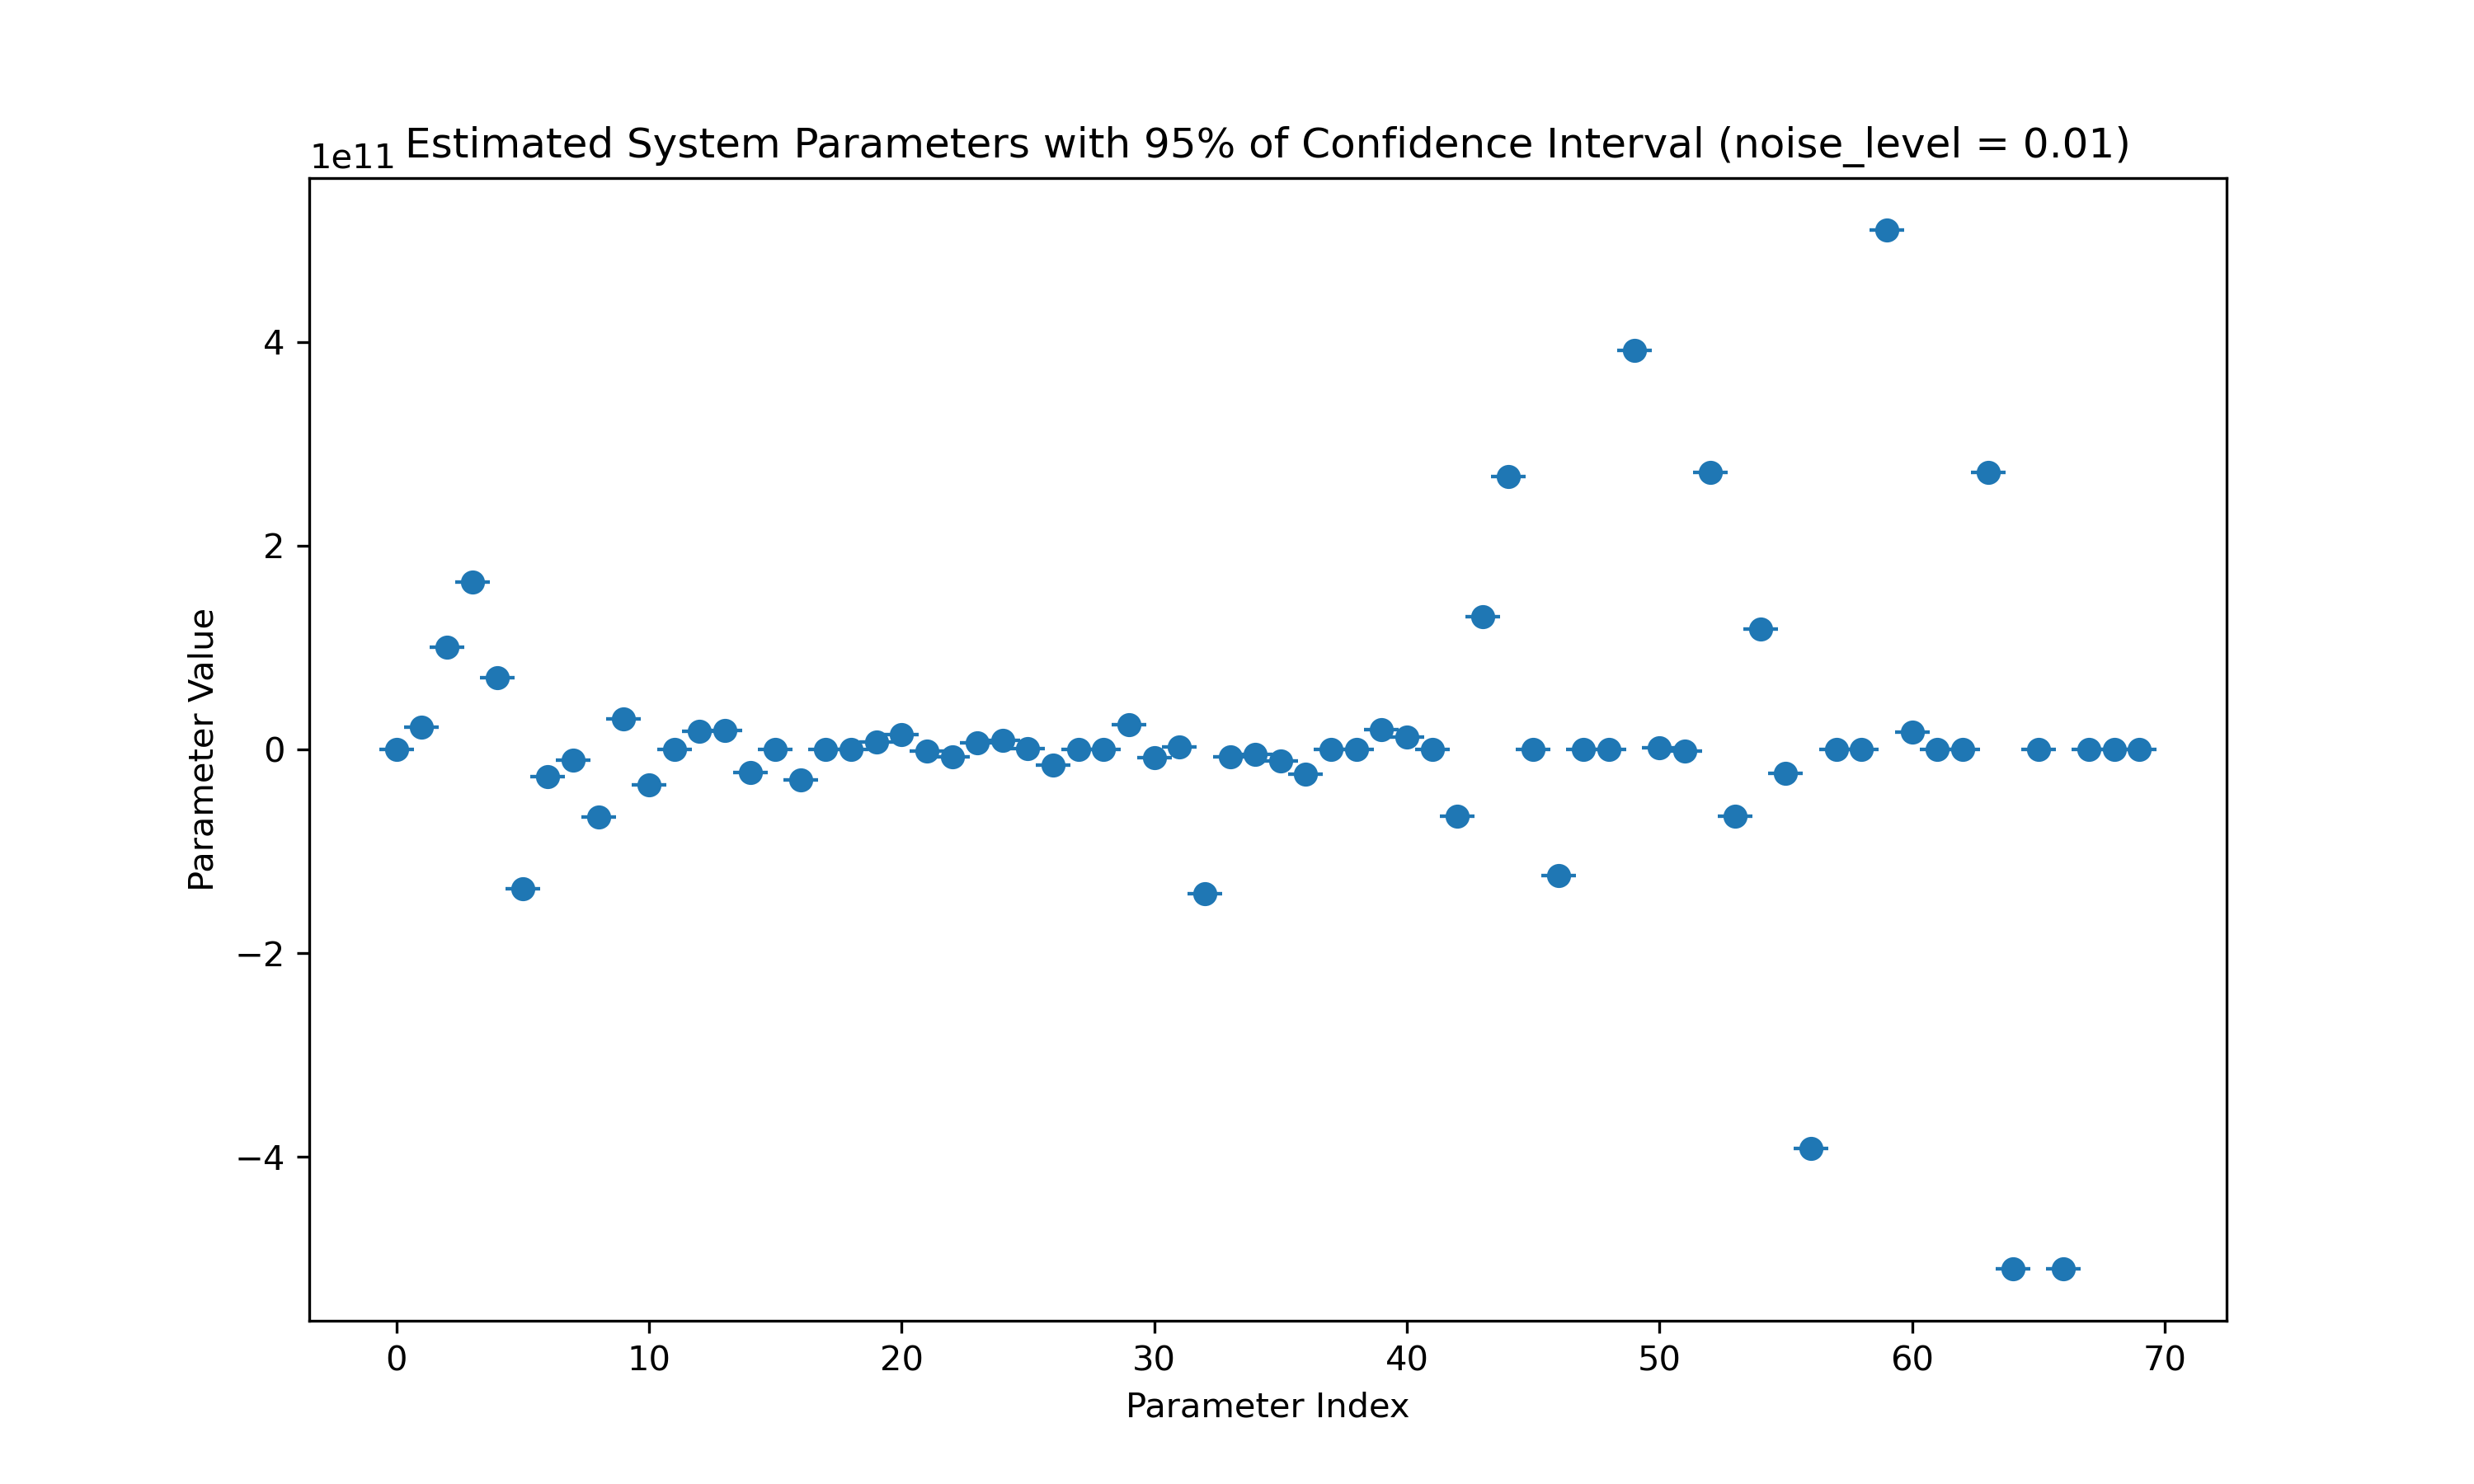 Estimated System Parameters with 95% of Confidence Interval (noise_level = 0.01)
1e11
4
2
0
−2
−4
Parameter Value
0 10 20 30 40 50 60 70
Parameter Index